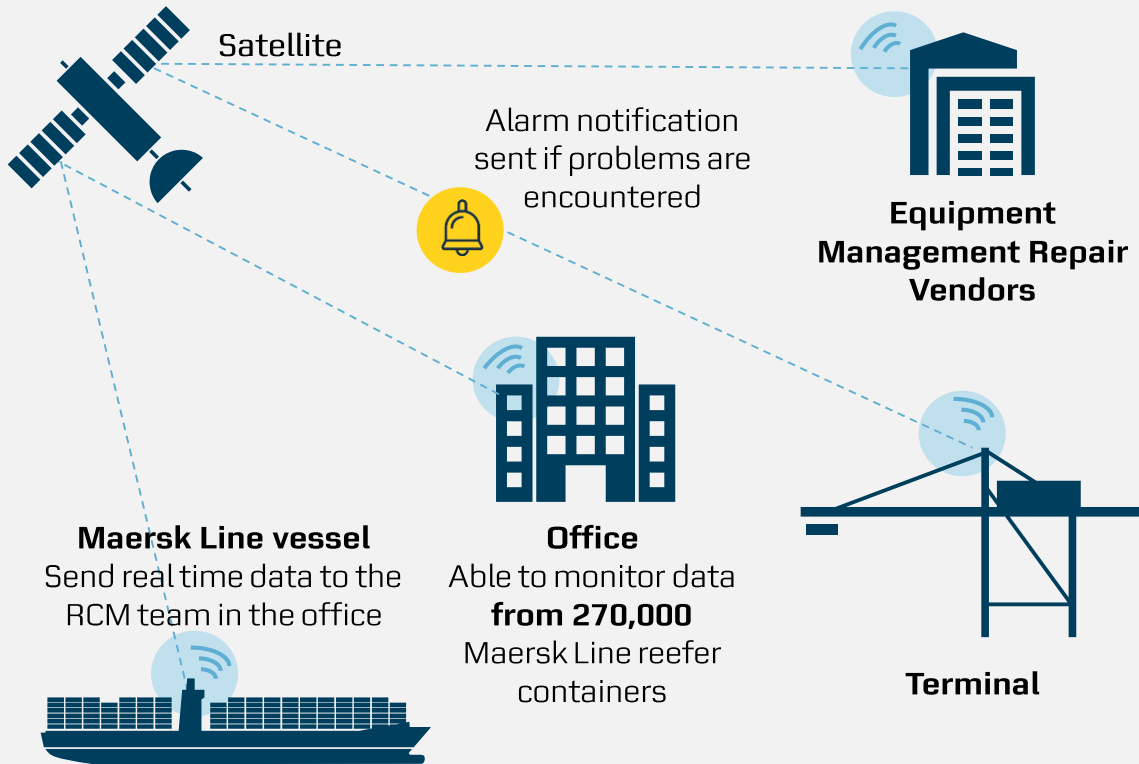 Satellite
Alarm notification
sent if problems are
encountered
Equipment
Management Repair
Vendors
Maersk Line vessel
Send real time data to the
RCM team in the office
Office
Able to monitor data
from 270,000
Maersk Line reefer
containers
Terminal